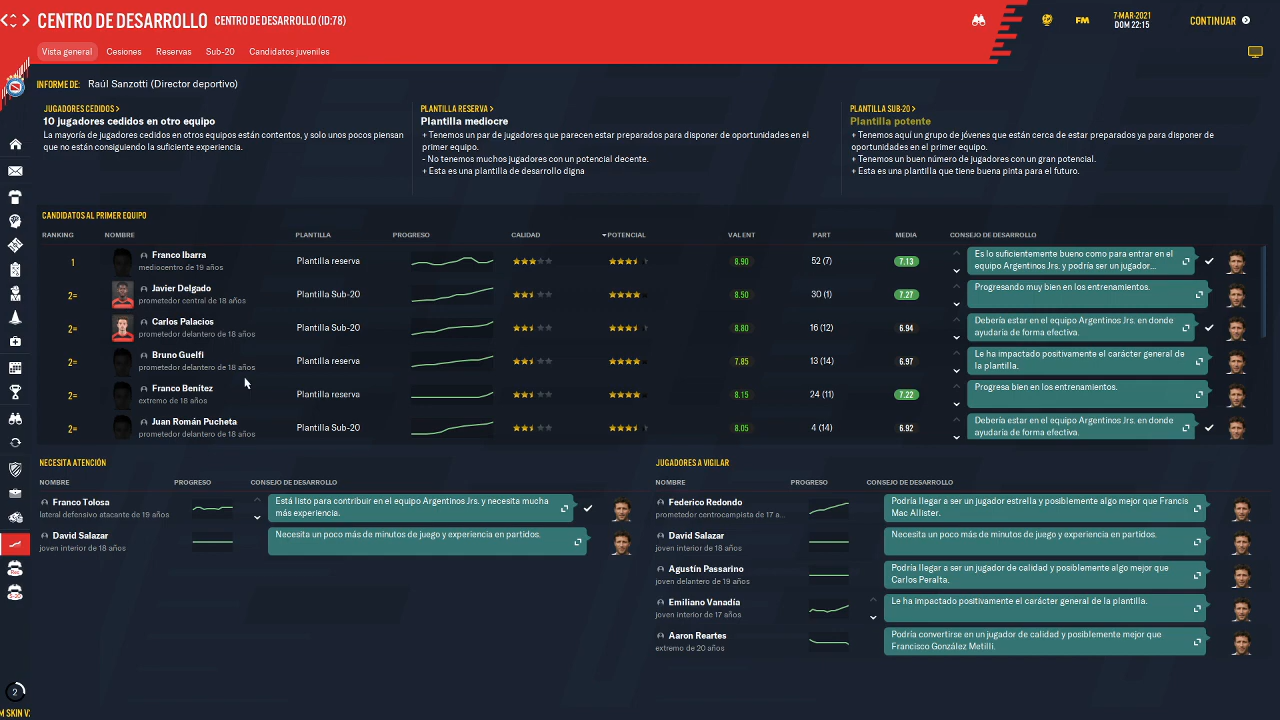 CENTRO DE DESARROLLO CENTRO DE DESARROLLO (ID:78)
FM
7-MAR-2021
DOM 22:15
CONTINUAR
Vista general Cesiones Reservas Sub-20 Candidatos juveniles
INFORME DE: Raúl Sanzotti (Director deportivo)
JUGADORES CEDIDOS >
10 jugadores cedidos en otro equipo
La mayoría de jugadores cedidos en otros equipos están contentos, y solo unos pocos piensan
que no están consiguiendo la suficiente experiencia.
PLANTILLA RESERVA >
Plantilla mediocre
+ Tenemos un par de jugadores que parecen estar preparados para disponer de oportunidades en el
primer equipo.
- No tenemos muchos jugadores con un potencial decente.
+ Esta es una plantilla de desarrollo digna
PLANTILLA SUB-20 >
Plantilla potente
+ Tenemos aquí un grupo de jóvenes que están cerca de estar preparados ya para disponer de
oportunidades en el primer equipo.
+ Tenemos un buen número de jugadores con un gran potencial.
+ Esta es una plantilla que tiene buena pinta para el futuro.
CANDIDATOS AL PRIMER EQUIPO
RANKING NOMBRE PLANTILLA PROGRESO CALIDAD POTENCIAL VAL ENT PART MEDIA CONSEJO DE DESARROLLO
1 Franco Ibarra
mediocentro de 19 años
Plantilla reserva 8.90 52 (7) 7.13
Es lo suficientemente bueno como para entrar en el
equipo Argentinos Jrs. y podría ser un jugador...
2= Javier Delgado
prometedor central de 18 años
Plantilla Sub-20 8.50 30 (1) 7.27
Progresando muy bien en los entrenamientos.
2= Carlos Palacios
prometedor delantero de 18 años
Plantilla Sub-20 8.80 16 (12) 6.94
Debería estar en el equipo Argentinos Jrs. en donde
ayudaría de forma efectiva.
2= Bruno Guelfi
prometedor delantero de 18 años
Plantilla reserva 7.85 13 (14) 6.97
Le ha impactado positivamente el carácter general de
la plantilla.
2= Franco Benítez
extremo de 18 años
Plantilla reserva 8.15 24 (11) 7.22
Progresa bien en los entrenamientos.
2= Juan Román Pucheta
prometedor delantero de 18 años
Plantilla Sub-20 8.05 4 (14) 6.92
Debería estar en el equipo Argentinos Jrs. en donde
ayudaría de forma efectiva.
NECESITA ATENCIÓN
NOMBRE PROGRESO CONSEJO DE DESARROLLO
Franco Tolosa
lateral defensivo atacante de 19 años
Está listo para contribuir en el equipo Argentinos Jrs. y necesita mucha
más experiencia.
David Salazar
joven interior de 18 años
Necesita un poco más de minutos de juego y experiencia en partidos.
JUGADORES A VIGILAR
NOMBRE PROGRESO CONSEJO DE DESARROLLO
Federico Redondo
prometedor centrocampista de 17 a...
Podría llegar a ser un jugador estrella y posiblemente algo mejor que Francis
Mac Allister.
David Salazar
joven interior de 18 años
Necesita un poco más de minutos de juego y experiencia en partidos.
Agustín Passarino
joven delantero de 19 años
Podría llegar a ser un jugador de calidad y posiblemente algo mejor que
Carlos Peralta.
Emiliano Vanadía
joven interior de 17 años
Le ha impactado positivamente el carácter general de la plantilla.
Aaron Reartes
extremo de 20 años
Podría convertirse en un jugador de calidad y posiblemente mejor que
Francisco González Metilli.
2
M SKIN V: